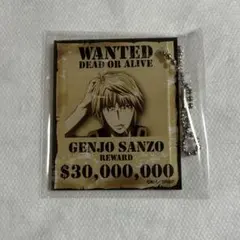 WANTED
DEAD OR ALIVE
GENJO SANZO
REWARD
$30,000,000